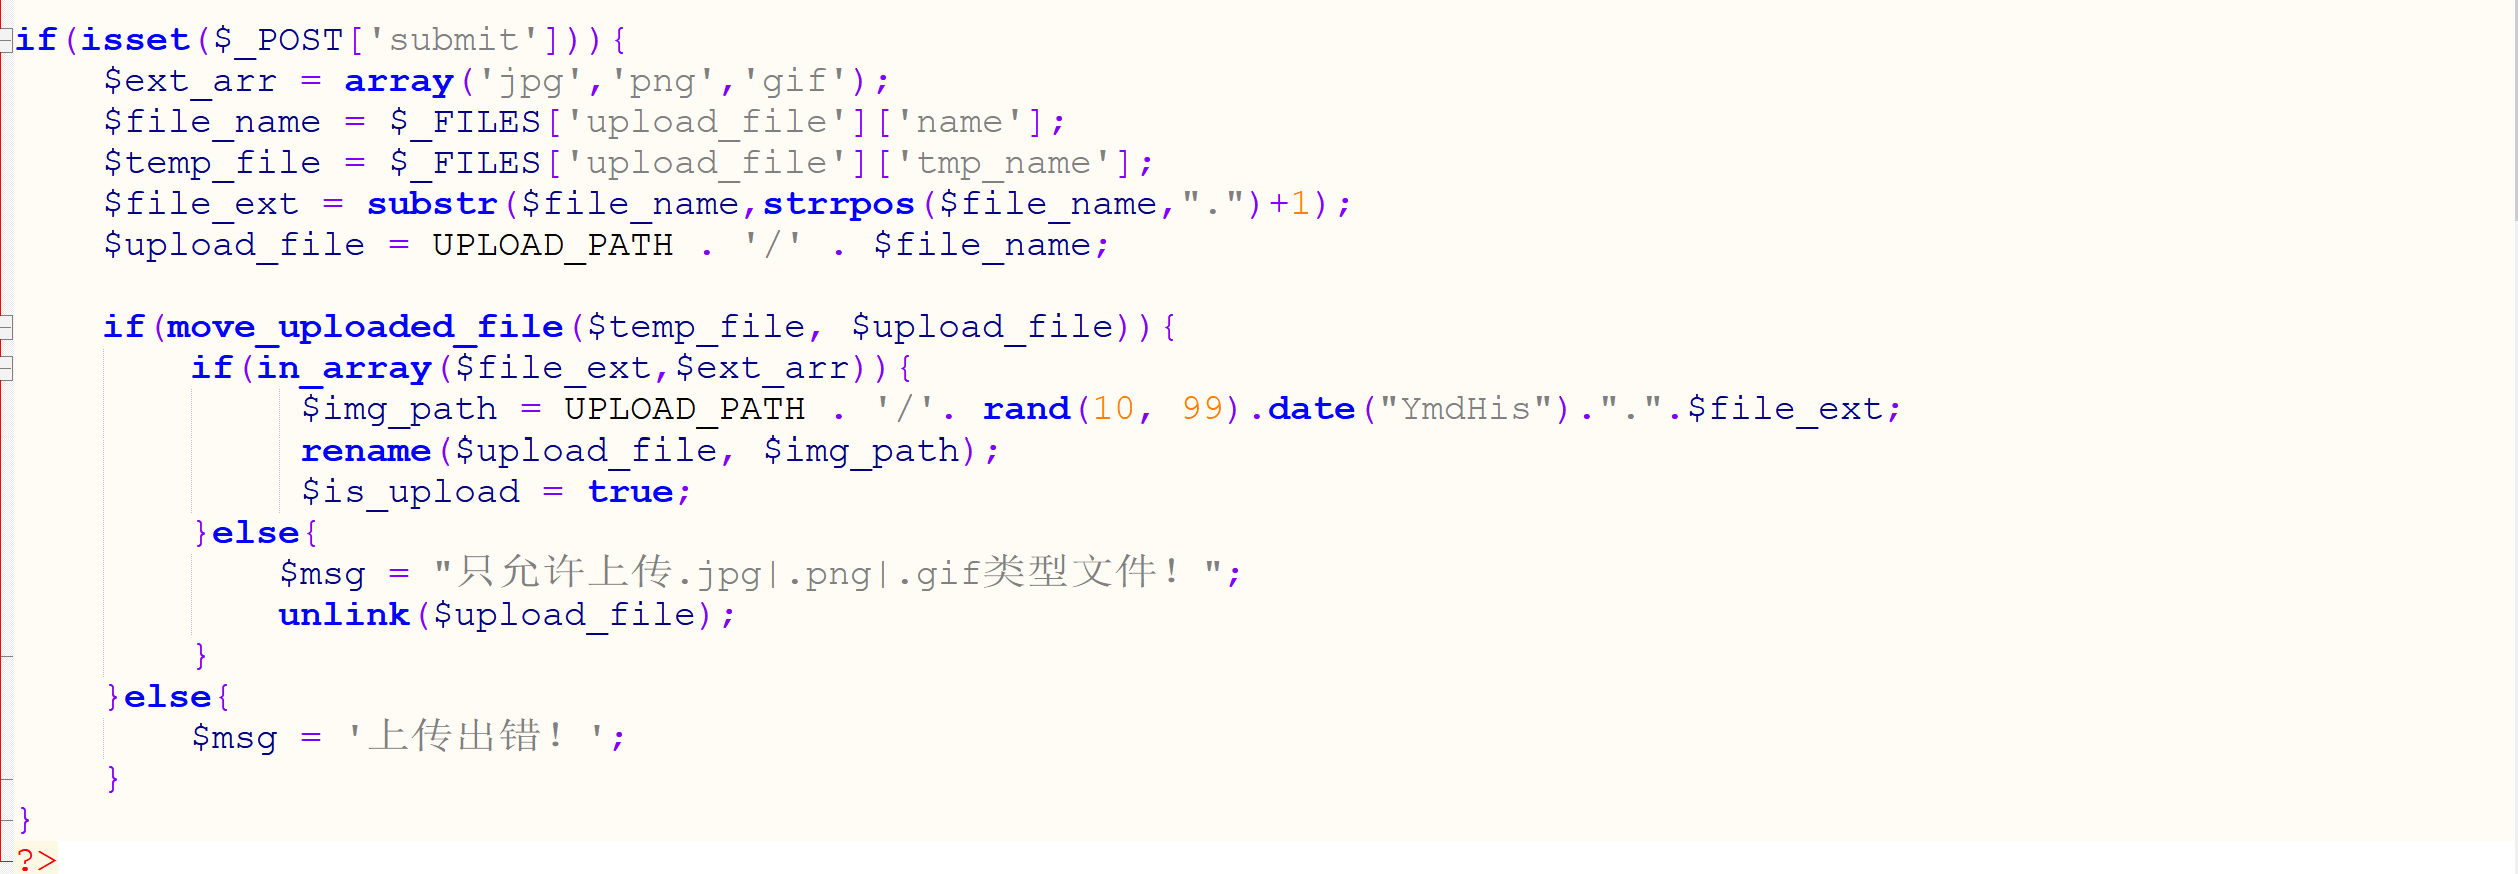 if(isset($_POST['submit'])){
    $ext_arr = array('jpg','png','gif');
    $file_name = $_FILES['upload_file']['name'];
    $temp_file = $_FILES['upload_file']['tmp_name'];
    $file_ext = substr($file_name,strrpos($file_name,".")+1);
    $upload_file = UPLOAD_PATH . '/' . $file_name;

    if(move_uploaded_file($temp_file, $upload_file)){
        if(in_array($file_ext,$ext_arr)){
             $img_path = UPLOAD_PATH . '/'. rand(10, 99).date("YmdHis").".".$file_ext;
             rename($upload_file, $img_path);
             $is_upload = true;
        }else{
            $msg = "只允许上传.jpg|.png|.gif类型文件！";
            unlink($upload_file);
        }
    }else{
        $msg = '上传出错！';
    }
}
?>